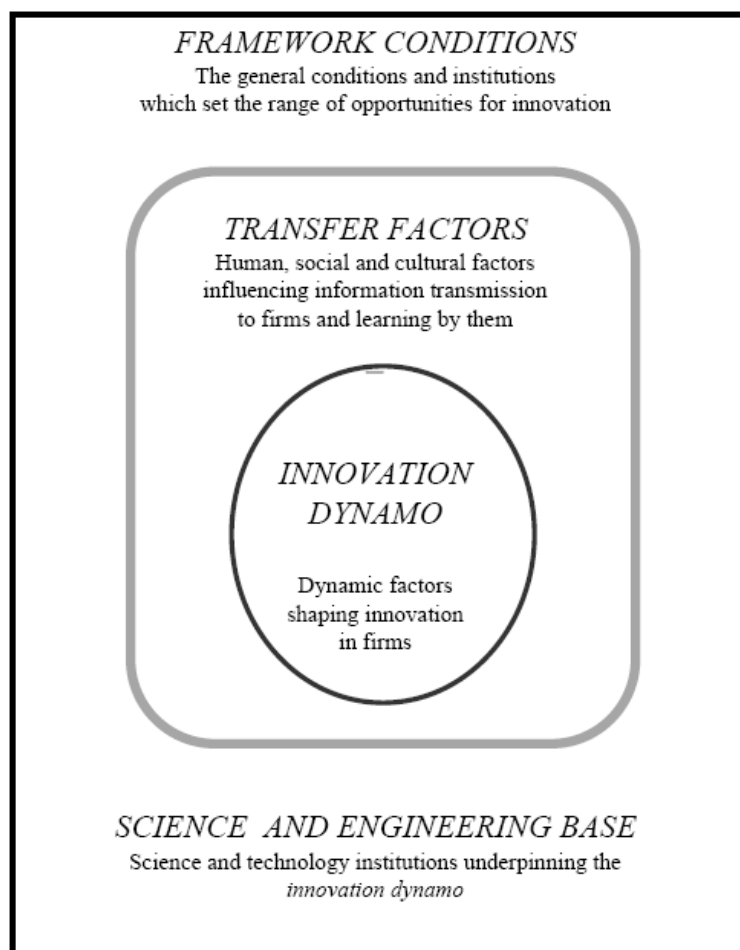 FRAMEWORK CONDITIONS
The general conditions and institutions
which set the range of opportunities for innovation
TRANSFER FACTORS
Human, social and cultural factors
influencing information transmission
to firms and learning by them
INNOVATION
DYNAMO
Dynamic factors
shaping innovation
in firms
SCIENCE AND ENGINEERING BASE
Science and technology institutions underpinning the
innovation dynamo